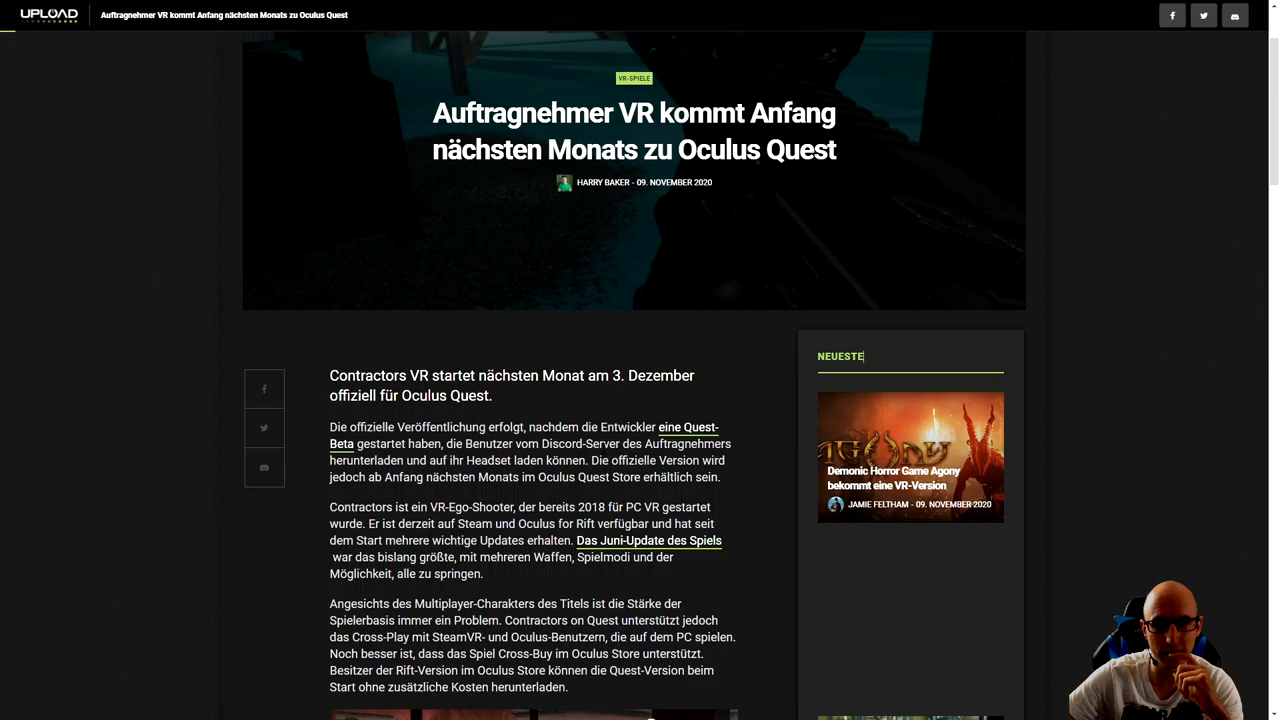 UPLOAD
Auftragnehmer VR kommt Anfang nächsten Monats zu Oculus Quest
VR-SPIELE
Auftragnehmer VR kommt Anfang
nächsten Monats zu Oculus Quest
HARRY BAKER - 09. NOVEMBER 2020
Contractors VR startet nächsten Monat am 3. Dezember
offiziell für Oculus Quest.
Die offizielle Veröffentlichung erfolgt, nachdem die Entwickler eine Quest-
Beta gestartet haben, die Benutzer vom Discord-Server des Auftragnehmers
herunterladen und auf ihr Headset laden können. Die offizielle Version wird
jedoch ab Anfang nächsten Monats im Oculus Quest Store erhältlich sein.
Contractors ist ein VR-Ego-Shooter, der bereits 2018 für PC VR gestartet
wurde. Er ist derzeit auf Steam und Oculus for Rift verfügbar und hat seit
dem Start mehrere wichtige Updates erhalten. Das Juni-Update des Spiels
war das bislang größte, mit mehreren Waffen, Spielmodi und der
Möglichkeit, alle zu springen.
Angesichts des Multiplayer-Charakters des Titels ist die Stärke der
Spielerbasis immer ein Problem. Contractors on Quest unterstützt jedoch
das Cross-Play mit SteamVR- und Oculus-Benutzern, die auf dem PC spielen.
Noch besser ist, dass das Spiel Cross-Buy im Oculus Store unterstützt.
Besitzer der Rift-Version im Oculus Store können die Quest-Version beim
Start ohne zusätzliche Kosten herunterladen.
NEUESTE
AGONY
Demonic Horror Game Agony
bekommt eine VR-Version
JAMIE FELTHAM - 09. NOVEMBER 2020